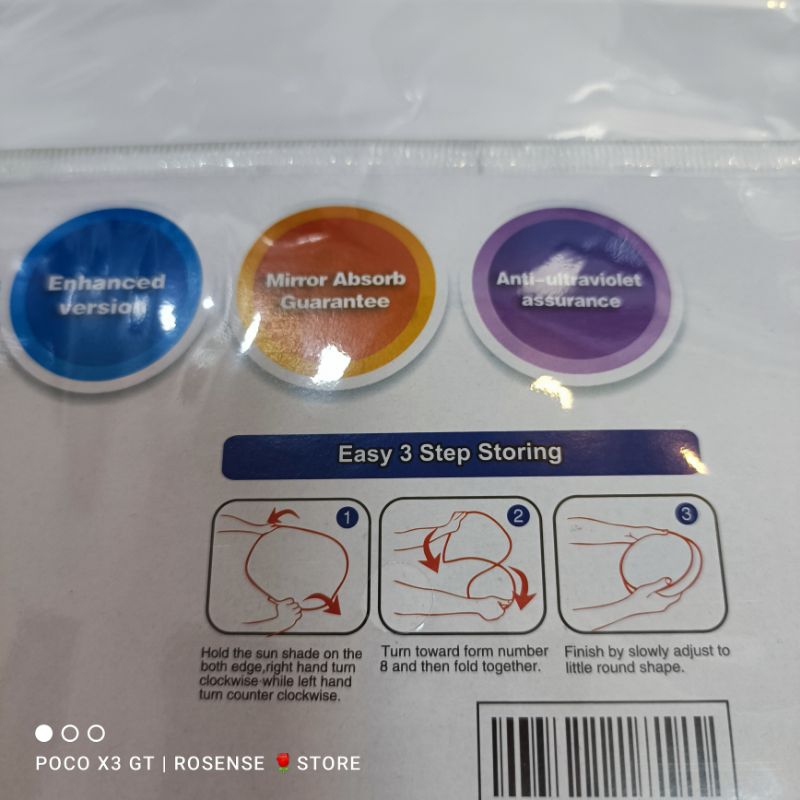 Enhanced
version
Mirror Absorb
Guarantee
Anti-ultraviolet
assurance
Easy 3 Step Storing
1
2
3
Hold the sun shade on the
both edge,right hand turn
clockwise while left hand
turn counter clockwise.
Turn toward form number
8 and then fold together.
Finish by slowly adjust to
little round shape.
POCO X3 GT | ROSENSE 🌹 STORE